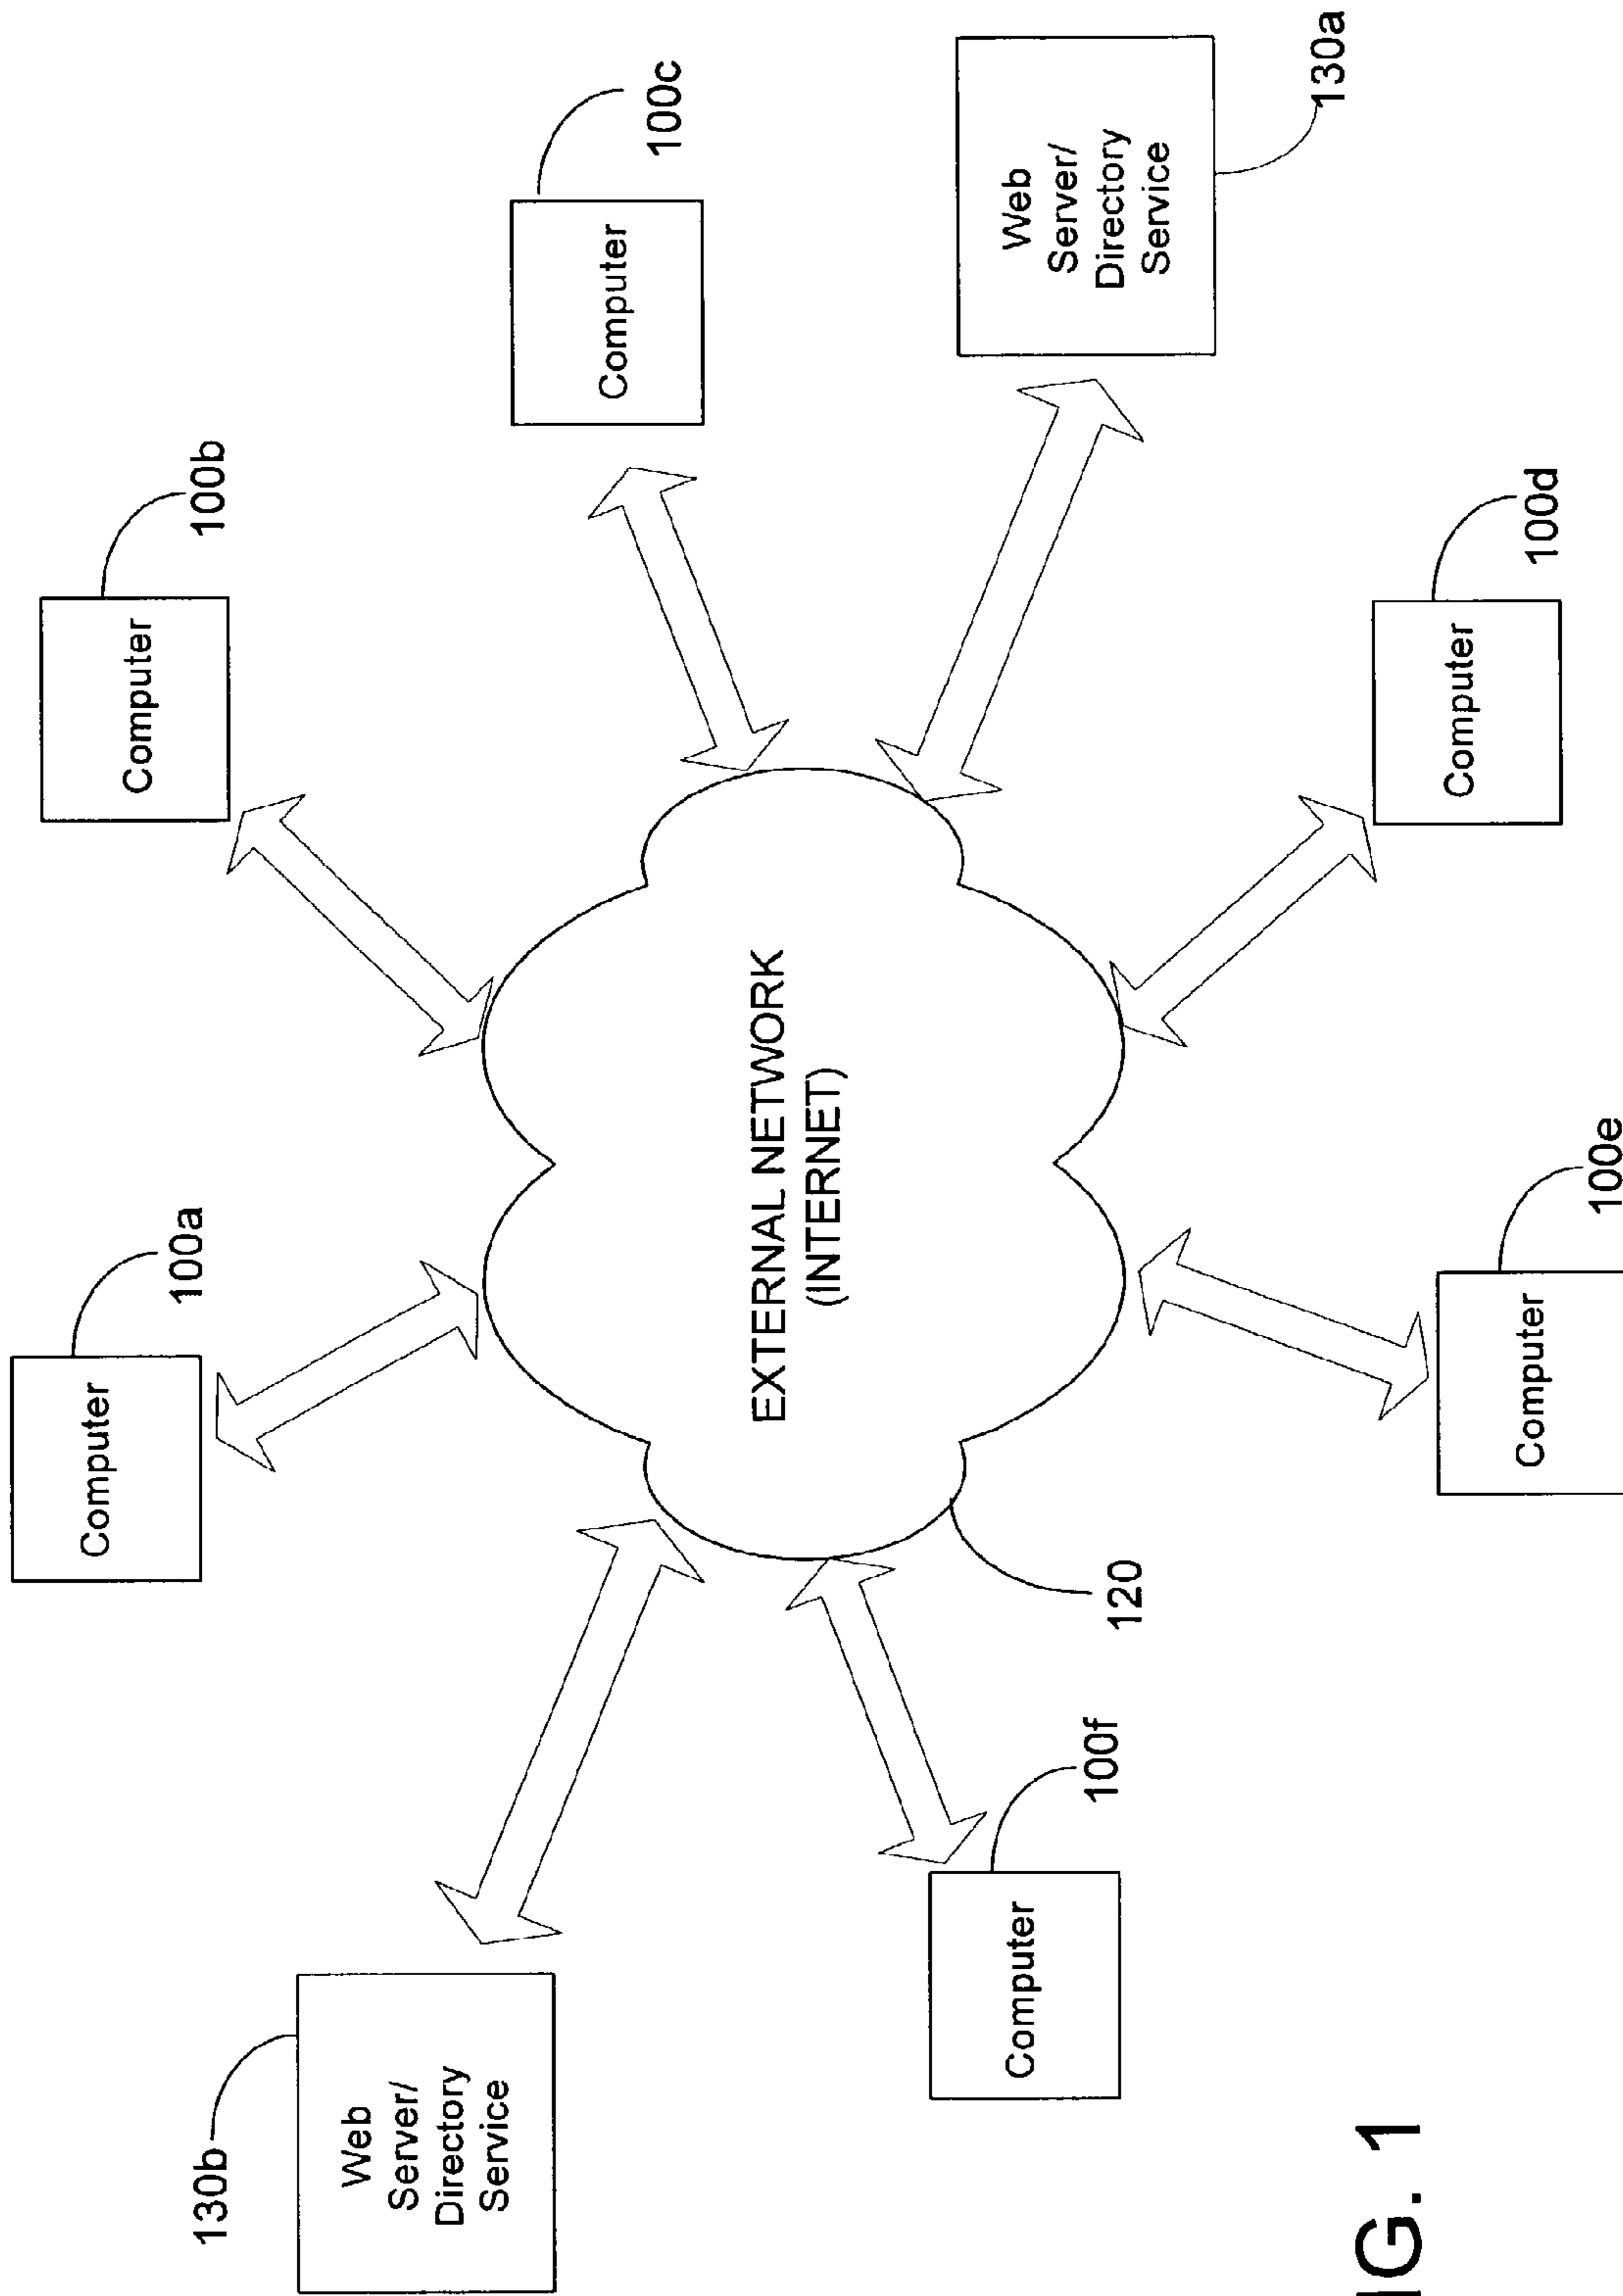 Computer
100a
Computer
100b
130b
Web
Server/
Directory
Service
Computer
100c
EXTERNAL NETWORK
(INTERNET)
Computer
100f
120
Web
Server/
Directory
Service
130a
IG. 1
Computer
100e
Computer
100d